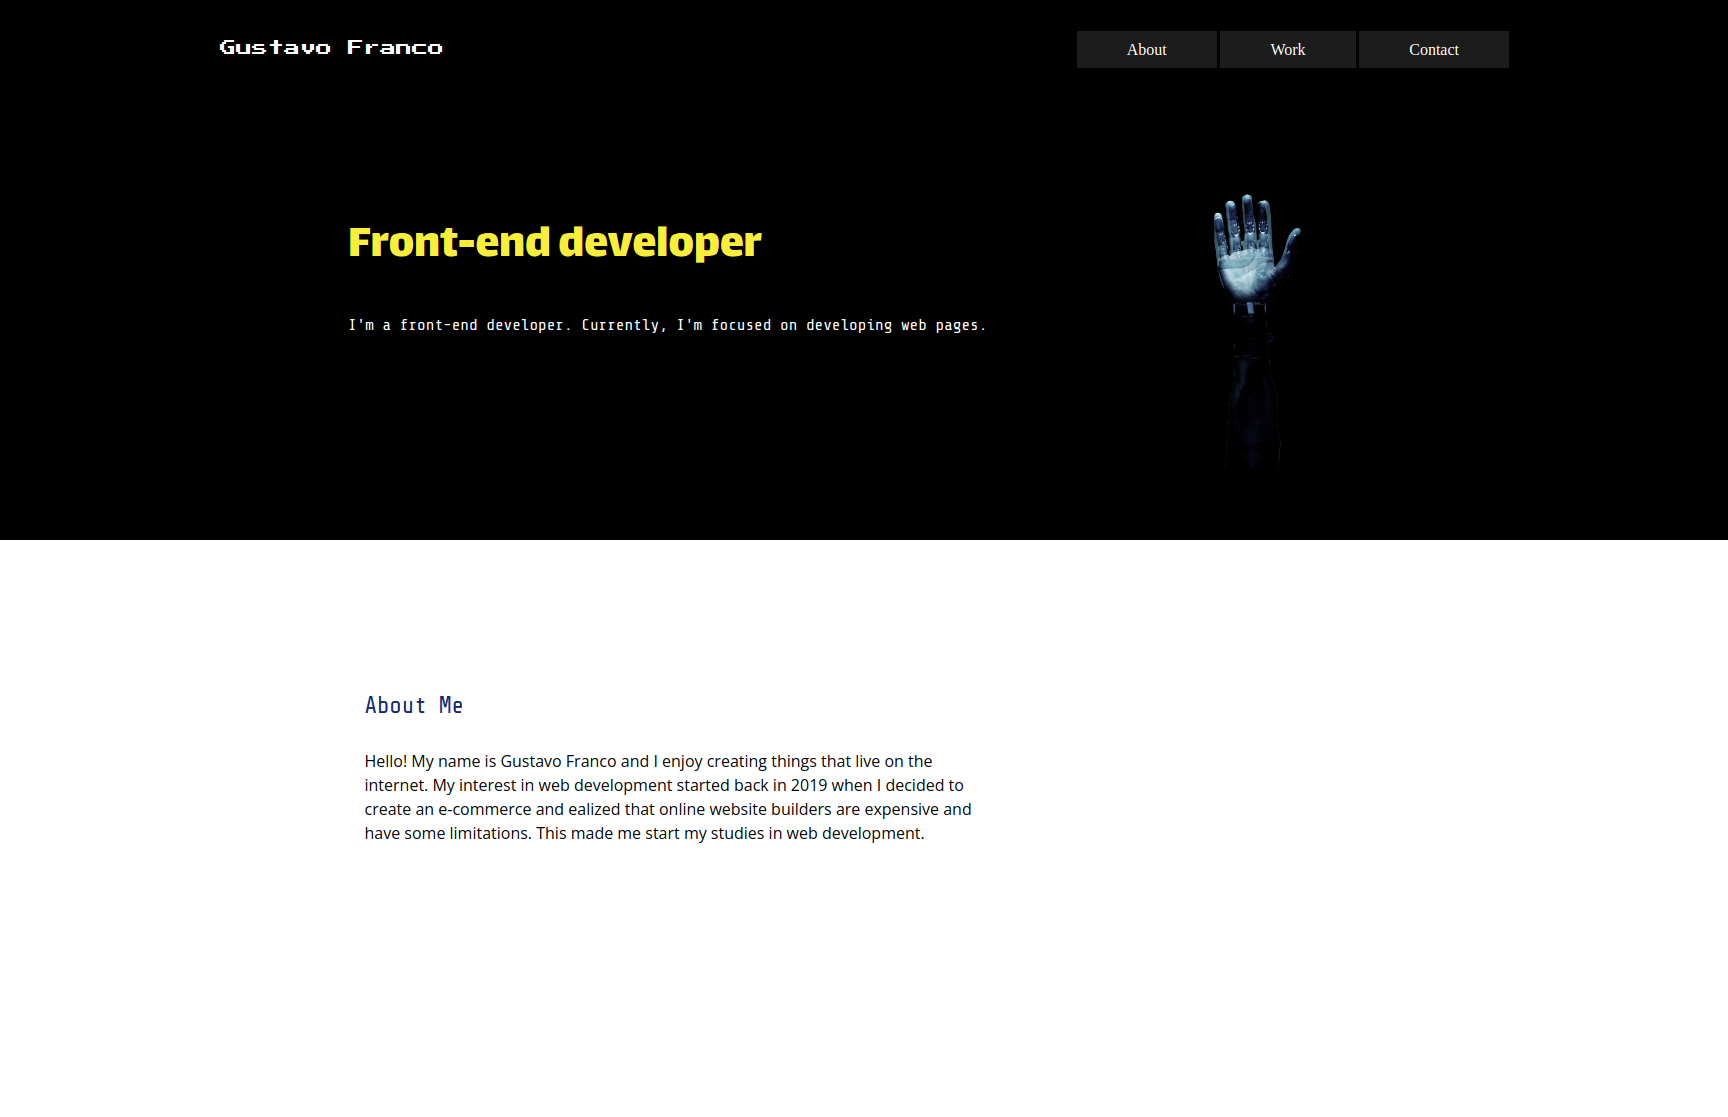 Gustavo Franco
About
Work
Contact
Front-end developer
I'm a front-end developer. Currently, I'm focused on developing web pages.
About Me
Hello! My name is Gustavo Franco and I enjoy creating things that live on the
internet. My interest in web development started back in 2019 when I decided to
create an e-commerce and ealized that online website builders are expensive and
have some limitations. This made me start my studies in web development.